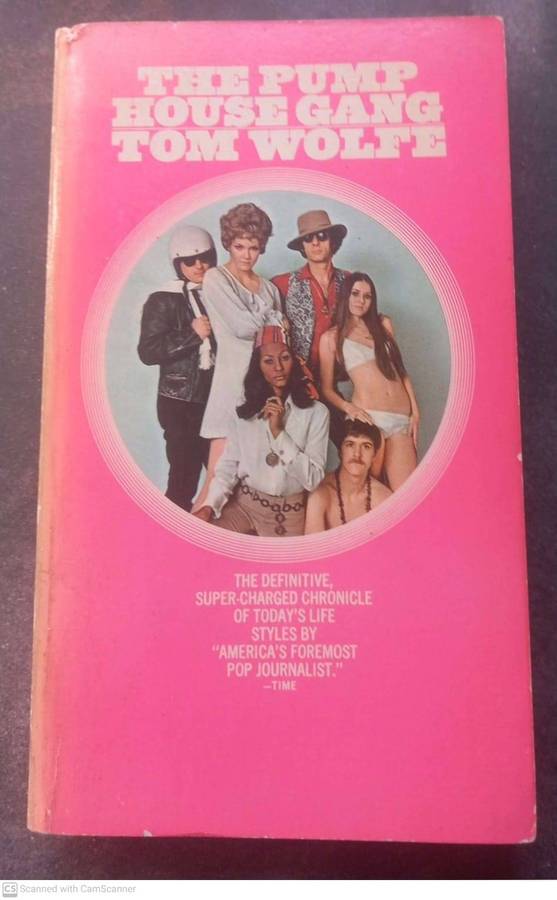 THE PUMP
HOUSE GANG
TOM WOLFE
THE DEFINITIVE,
SUPER-CHARGED CHRONICLE
OF TODAY'S LIFE
STYLES BY
"AMERICA'S FOREMOST
POP JOURNALIST."
—TIME
CS Scanned with CamScanner